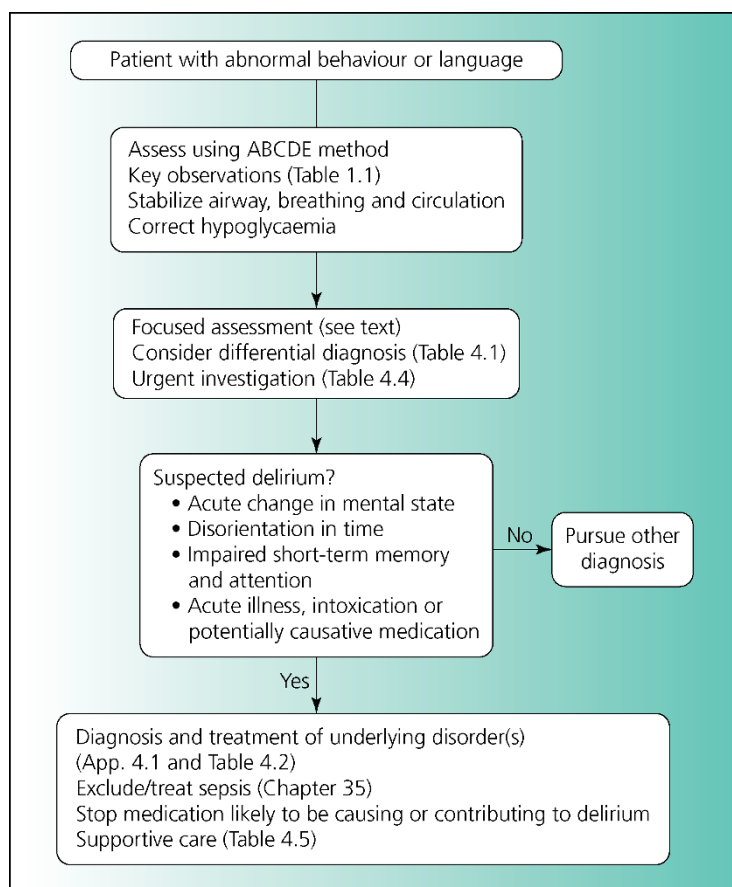 Patient with abnormal behaviour or language
Assess using ABCDE method
Key observations (Table 1.1)
Stabilize airway, breathing and circulation
Correct hypoglycaemia
Focused assessment (see text)
Consider differential diagnosis (Table 4.1)
Urgent investigation (Table 4.4)
Suspected delirium?
• Acute change in mental state
• Disorientation in time
• Impaired short-term memory
and attention
• Acute illness, intoxication or
potentially causative medication
No
Pursue other
diagnosis
Yes
Diagnosis and treatment of underlying disorder(s)
(App. 4.1 and Table 4.2)
Exclude/treat sepsis (Chapter 35)
Stop medication likely to be causing or contributing to delirium
Supportive care (Table 4.5)